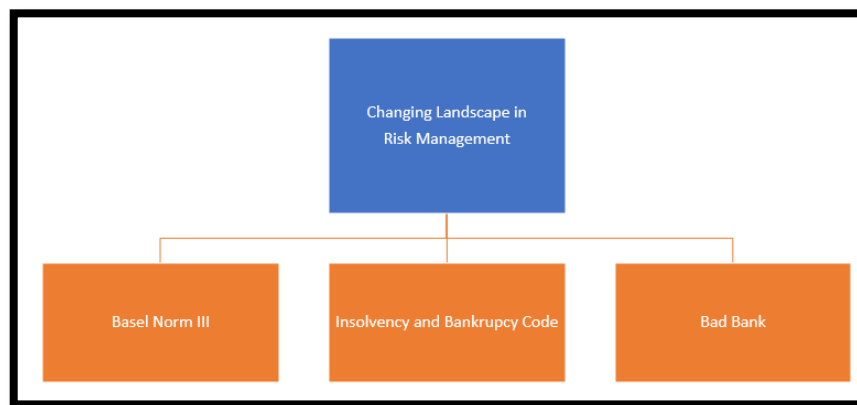 Changing Landscape in
Risk Management
Basel Norm III
Insolvency and Bankrupcy Code
Bad Bank